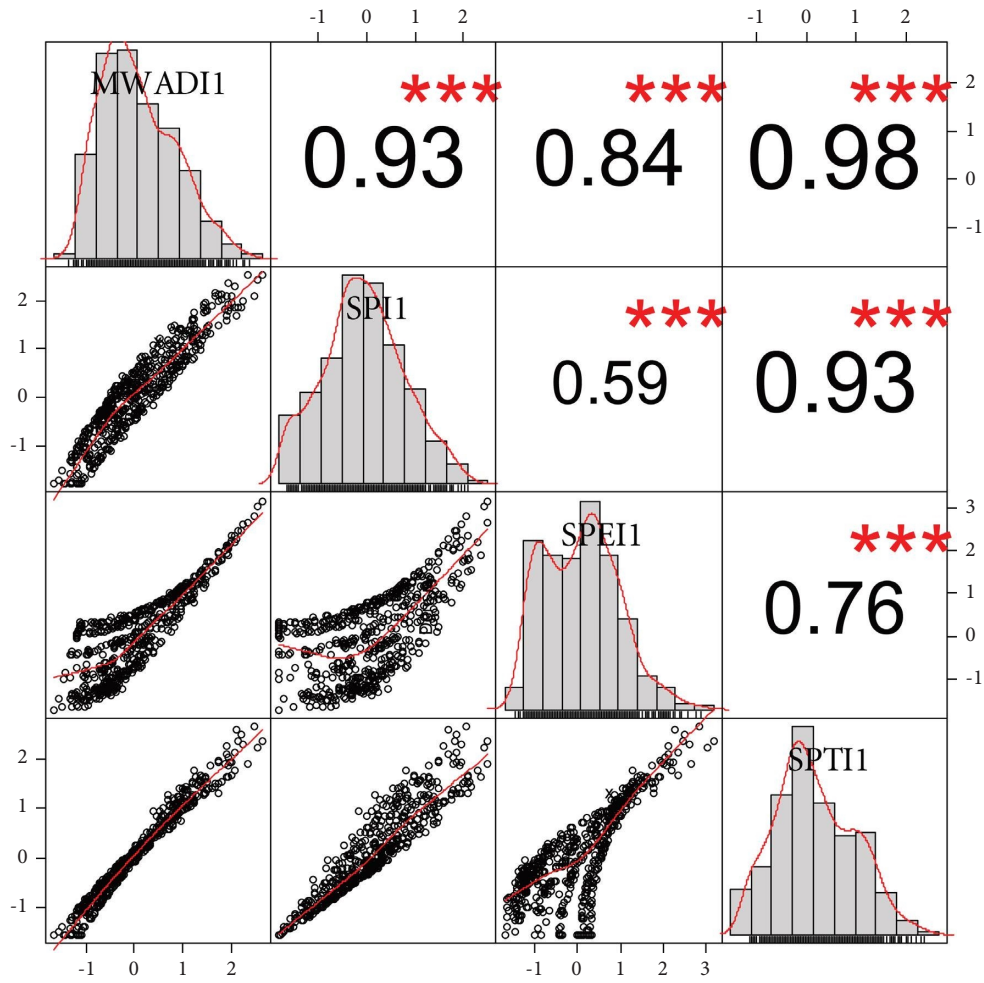 -1 0 1 2 -1 0 1 2
MWADI1 *** 0.93 *** 0.84 *** 0.98 2 1 0 -1
2 1 0 -1 SPI1 *** 0.59 *** 0.93
SPEI1 *** 0.76 3 2 1 0 -1
2 1 0 -1 x SPTI1
-1 0 1 2 -1 0 1 2 3